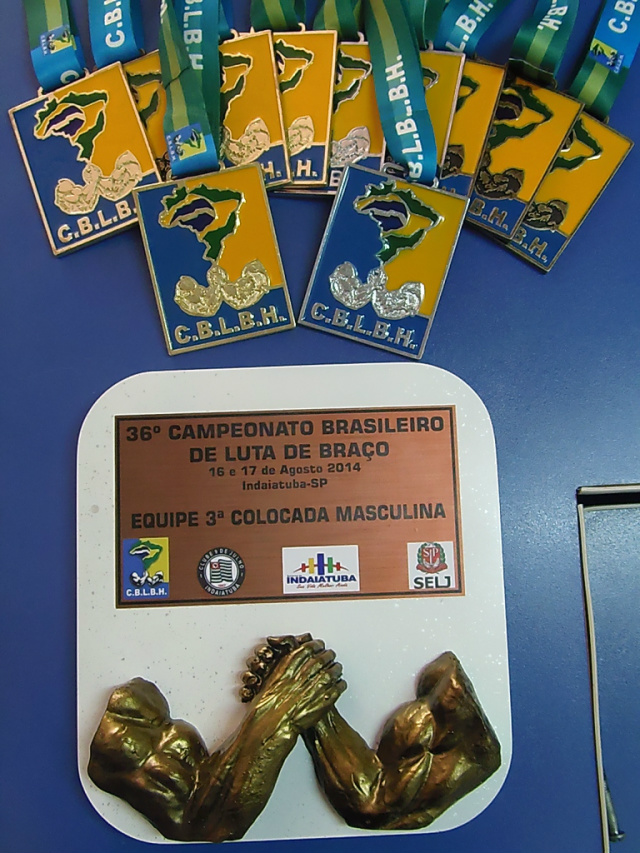 C.B.L.B.H.
C.B.L.B.
H.
C.B.L.B.H.
C.B.L.B.H.
36º CAMPEONATO BRASILEIRO
DE LUTA DE BRAÇO
16 e 17 de Agosto 2014
Indaiatuba-SP
EQUIPE 3ª COLOCADA MASCULINA
C.B.L.B.H.
INDAIATUBA
INDAIATUBA
SELJ